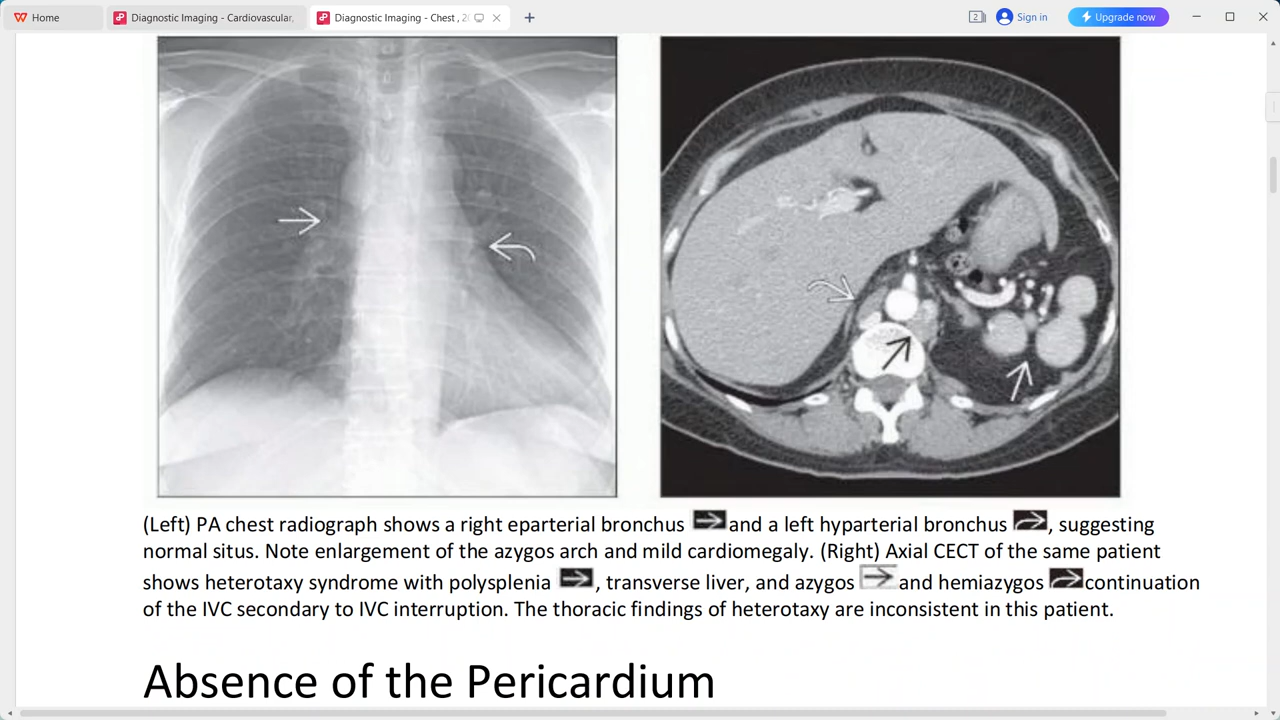 Home
Diagnostic Imaging - Cardiovascular,
Diagnostic Imaging - Chest , 20
2
Sign in
Upgrade now
(Left) PA chest radiograph shows a right eparterial bronchus and a left hyparterial bronchus , suggesting
normal situs. Note enlargement of the azygos arch and mild cardiomegaly. (Right) Axial CECT of the same patient
shows heterotaxy syndrome with polysplenia , transverse liver, and azygos and hemiazygos continuation
of the IVC secondary to IVC interruption. The thoracic findings of heterotaxy are inconsistent in this patient.
Absence of the Pericardium